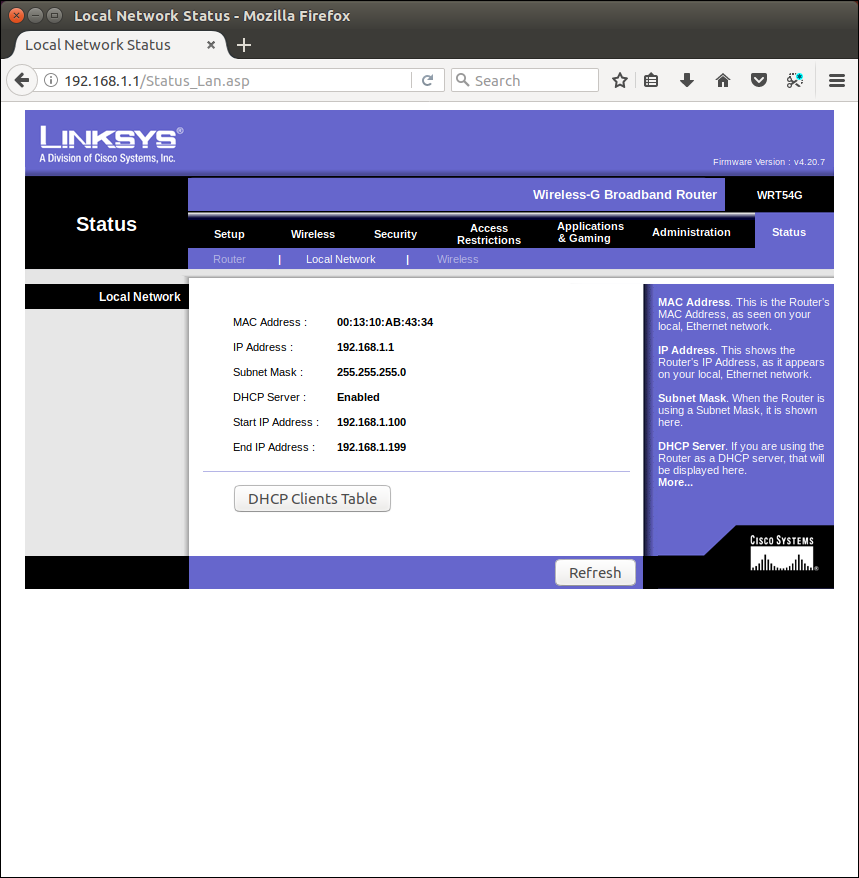 Local Network Status - Mozilla Firefox
Local Network Status
192.168.1.1/Status_Lan.asp
Search
LINKSYS®
A Division of Cisco Systems, Inc.
Firmware Version : v4.20.7
Wireless-G Broadband Router
WRT54G
Status
Setup
Wireless
Security
Access
Restrictions
Applications
& Gaming
Administration
Status
Router | Local Network | Wireless
Local Network
MAC Address : 00:13:10:AB:43:34
IP Address : 192.168.1.1
Subnet Mask : 255.255.255.0
DHCP Server : Enabled
Start IP Address : 192.168.1.100
End IP Address : 192.168.1.199
DHCP Clients Table
MAC Address. This is the Router's
MAC Address, as seen on your
local, Ethernet network.
IP Address. This shows the
Router's IP Address, as it appears
on your local, Ethernet network.
Subnet Mask. When the Router is
using a Subnet Mask, it is shown
here.
DHCP Server. If you are using the
Router as a DHCP server, that will
be displayed here.
More...
CISCO SYSTEMS
®
Refresh